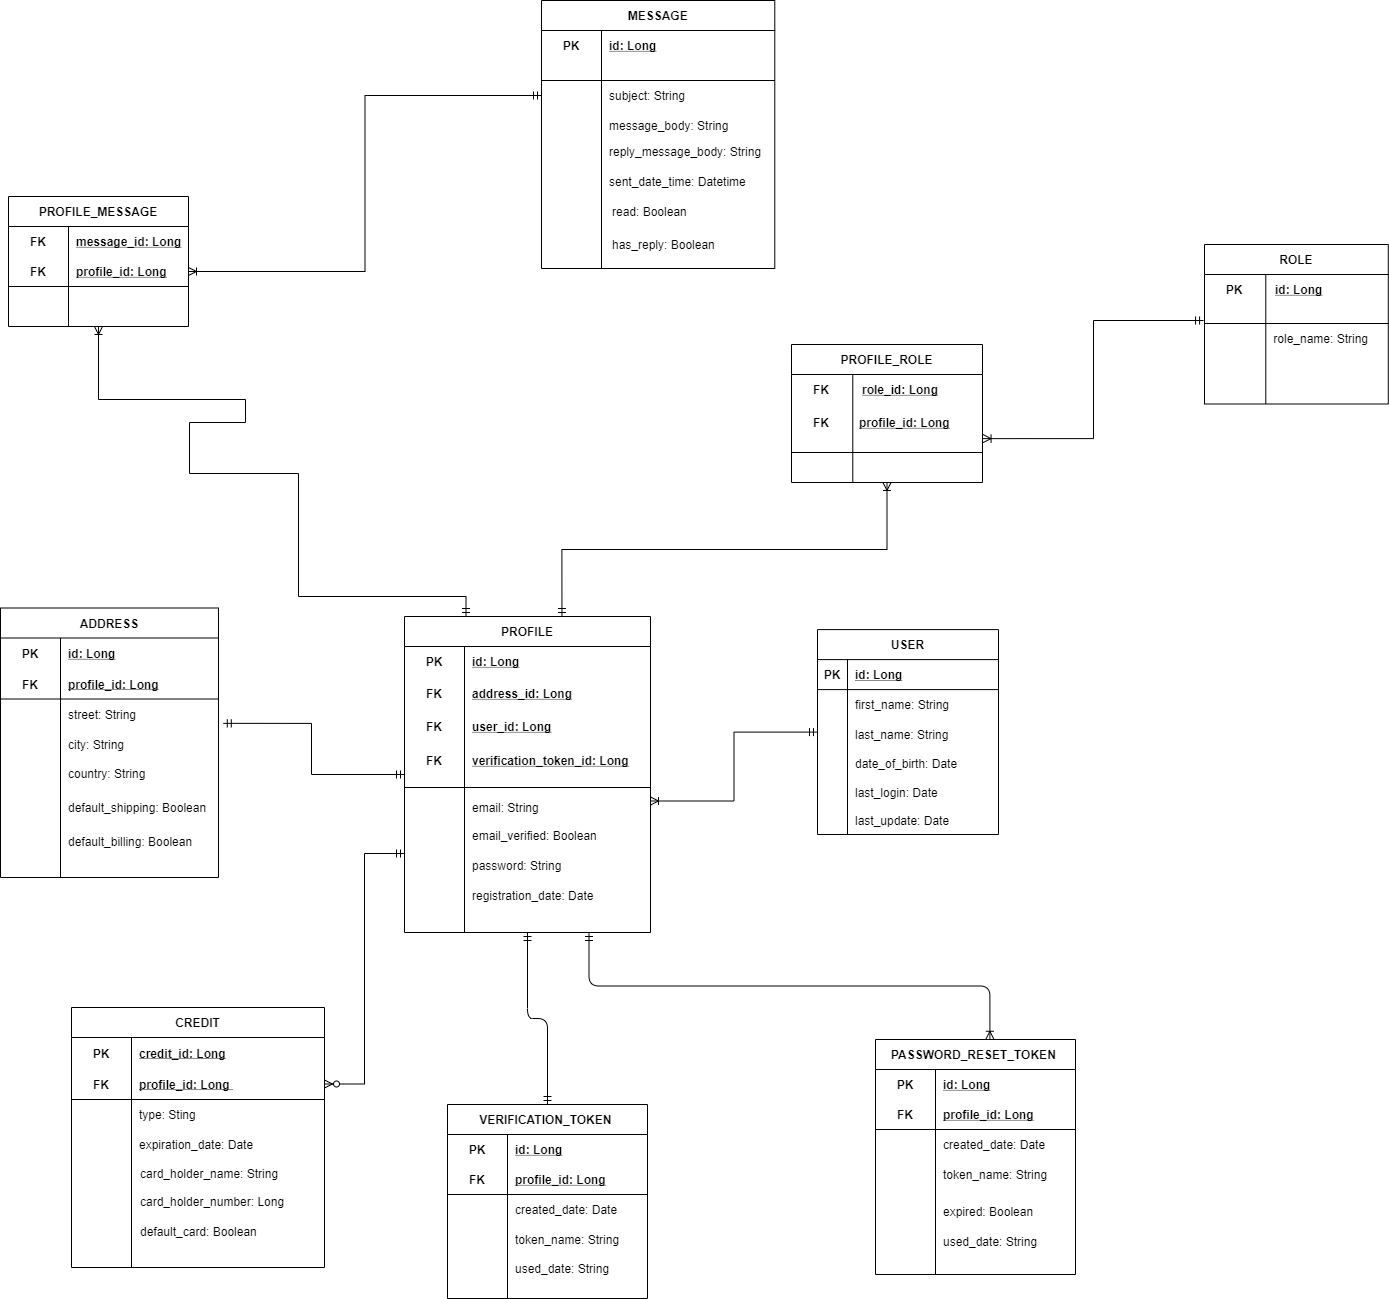 MESSAGE
PK id: Long
subject: String
message_body: String
reply_message_body: String
sent_date_time: Datetime
read: Boolean
has_reply: Boolean
PROFILE_MESSAGE
FK message_id: Long
FK profile_id: Long
ROLE
PK id: Long
role_name: String
PROFILE_ROLE
FK role_id: Long
FK profile_id: Long
ADDRESS
PK id: Long
FK profile_id: Long
street: String
city: String
country: String
default_shipping: Boolean
default_billing: Boolean
PROFILE
PK id: Long
FK address_id: Long
FK user_id: Long
FK verification_token_id: Long
email: String
email_verified: Boolean
password: String
registration_date: Date
USER
PK id: Long
first_name: String
last_name: String
date_of_birth: Date
last_login: Date
last_update: Date
CREDIT
PK credit_id: Long
FK profile_id: Long
type: Sting
expiration_date: Date
card_holder_name: String
card_holder_number: Long
default_card: Boolean
VERIFICATION_TOKEN
PK id: Long
FK profile_id: Long
created_date: Date
token_name: String
used_date: String
PASSWORD_RESET_TOKEN
PK id: Long
FK profile_id: Long
created_date: Date
token_name: String
expired: Boolean
used_date: String